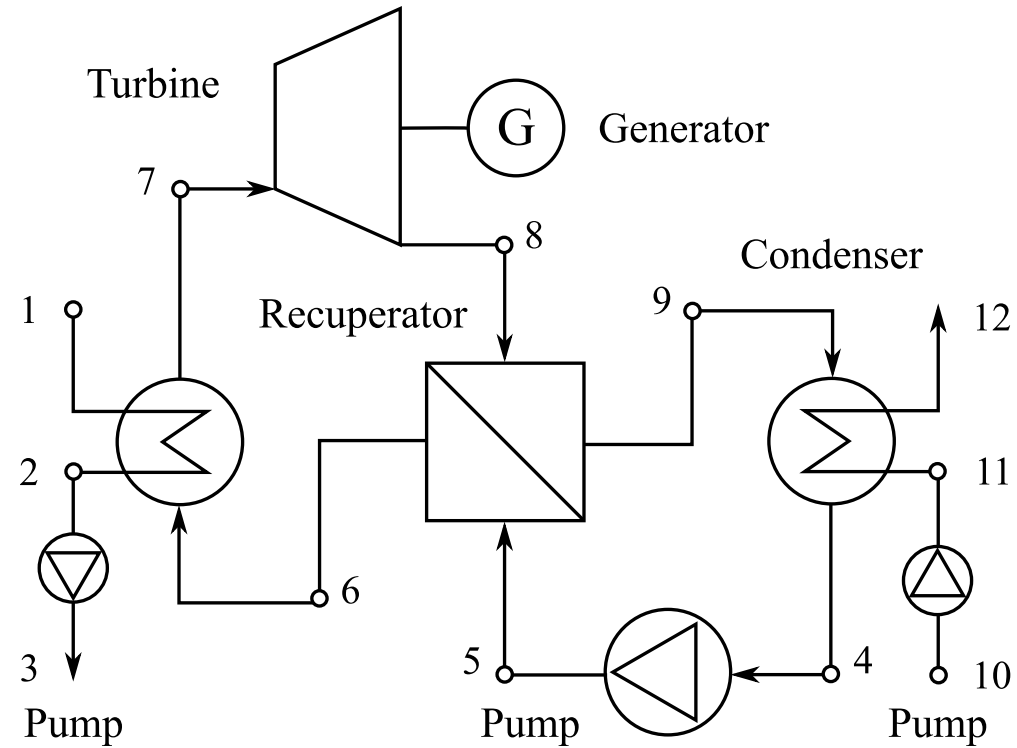 Turbine
G
Generator
7
8
Condenser
1
Recuperator
9
12
2
11
6
3
5
4
10
Pump
Pump
Pump